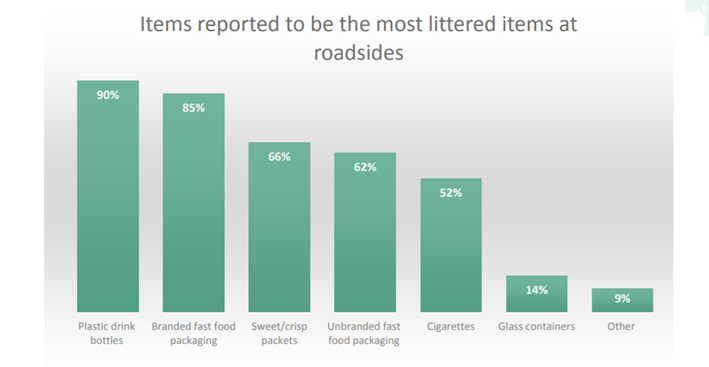 Items reported to be the most littered items at
roadsides
90%
85%
66%
62%
52%
14%
9%
Plastic drink
bottles
Branded fast food
packaging
Sweet/crisp
packets
Unbranded fast
food packaging
Cigarettes
Glass containers
Other